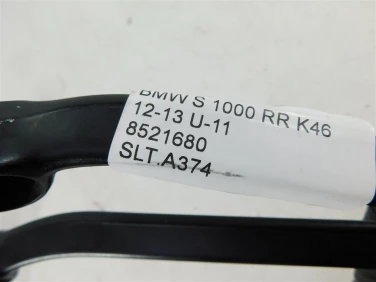 BMW S 1000 RR K46
12-13 U-11
8521680
SLT.A374